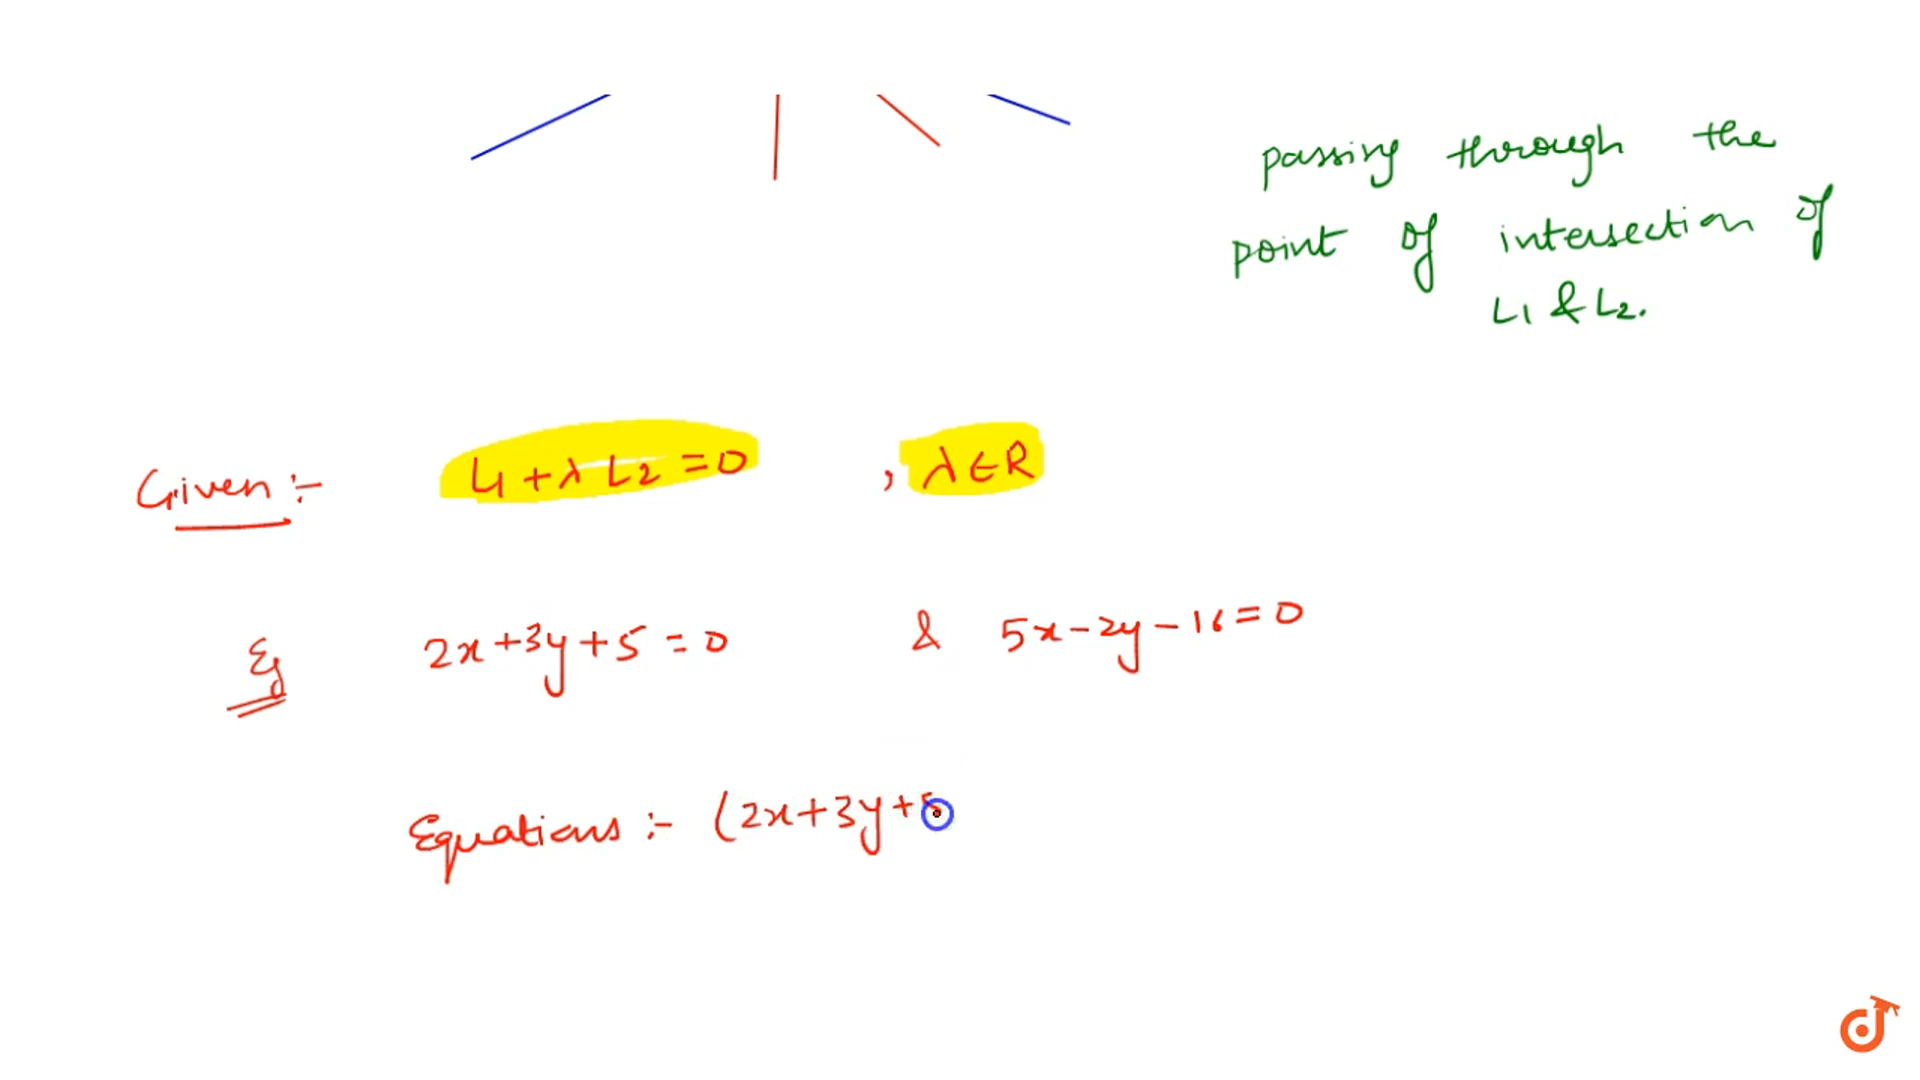 passing through the
point of intersection of
L1 & L2.
Given :- L1 + λ L2 = 0 , λ ∈ R
Eg 2x+3y+5=0 & 5x-2y-16=0
Equations :- (2x+3y+5